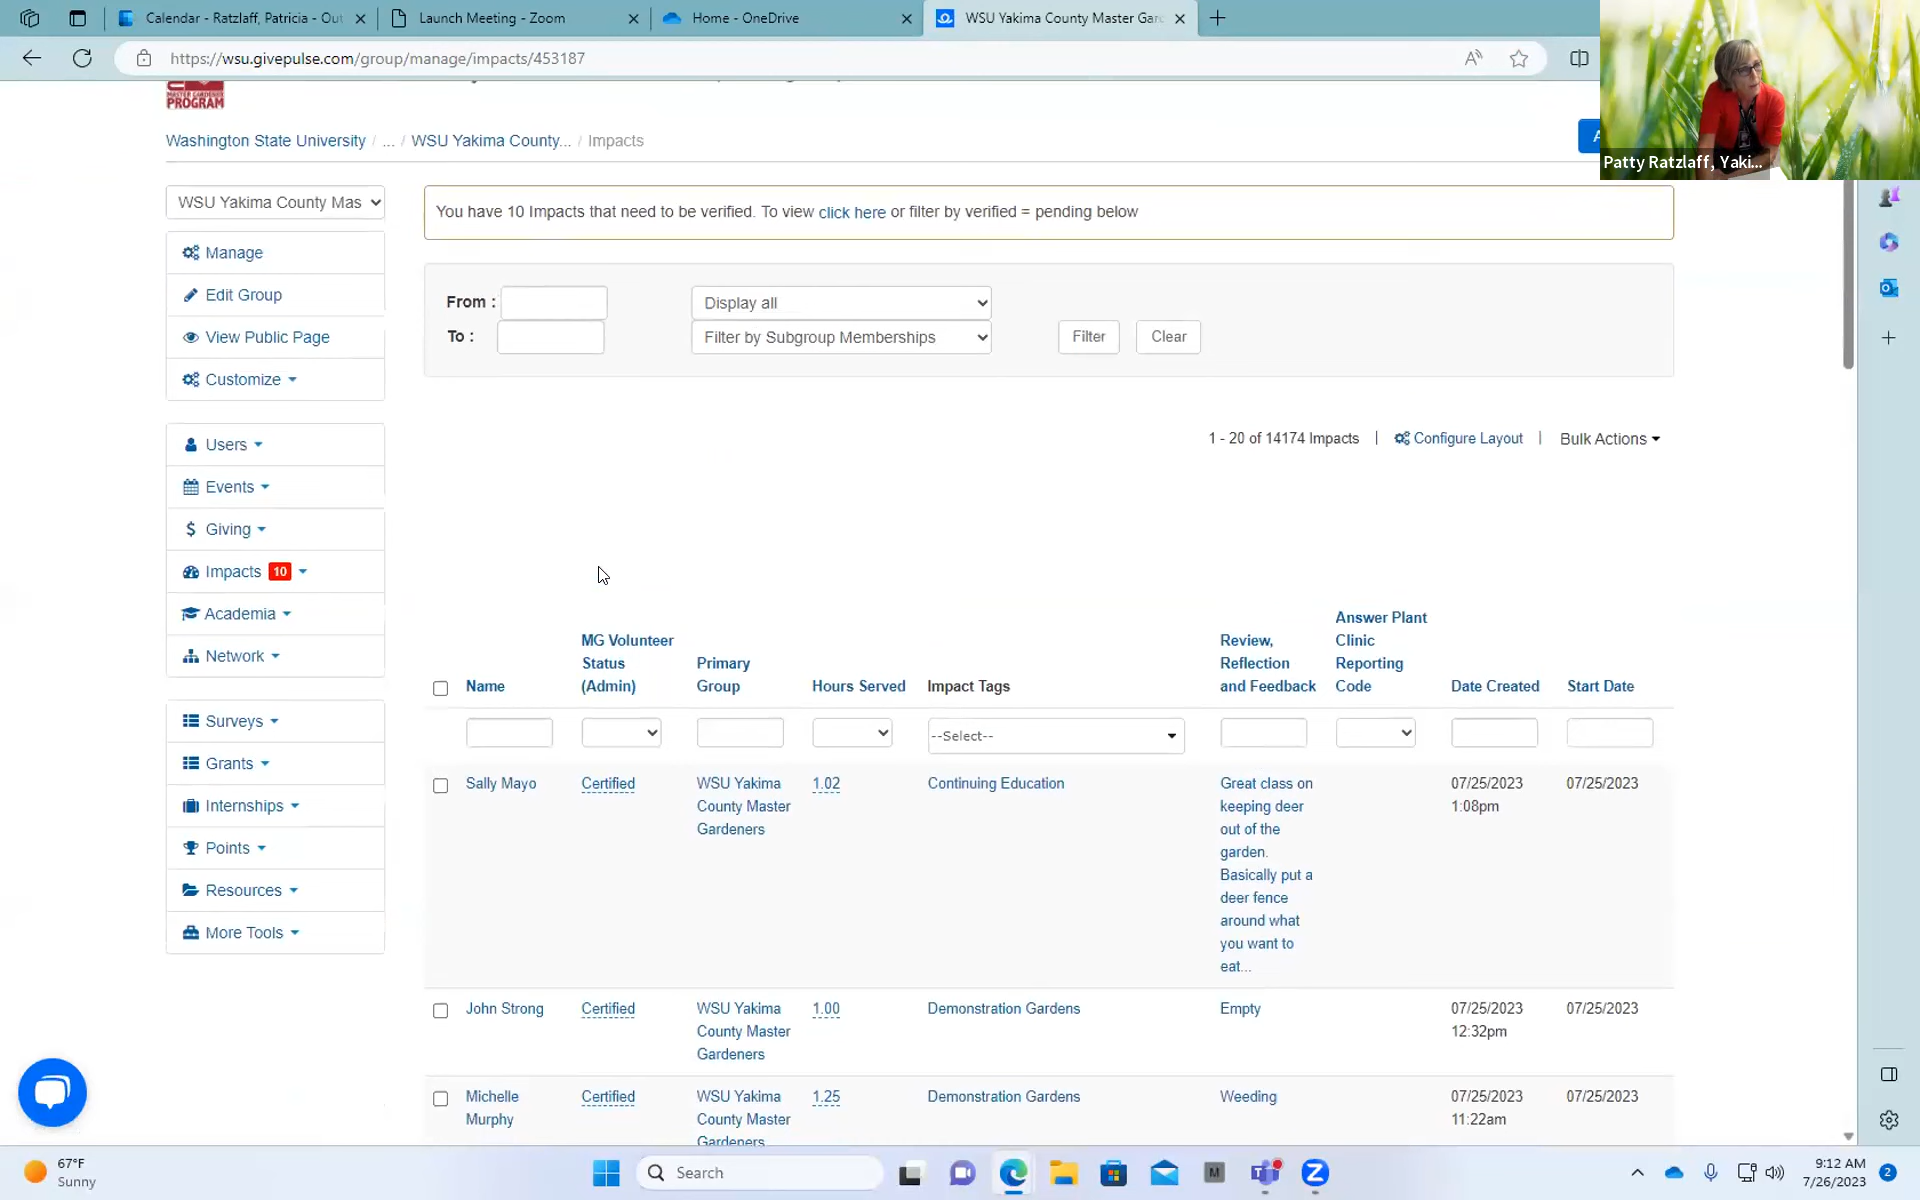 Calendar - Ratzlaff, Patricia - Out
Launch Meeting - Zoom
Home - OneDrive
WSU Yakima County Master Gar
https://wsu.givepulse.com/group/manage/impacts/453187
Patty Ratzlaff, Yaki...
MASTER GARDENER
PROGRAM
Washington State University / ... / WSU Yakima County... / Impacts
WSU Yakima County Mas
Manage
Edit Group
View Public Page
Customize
Users
Events
Giving
Impacts 10
Academia
Network
Surveys
Grants
Internships
Points
Resources
More Tools
You have 10 Impacts that need to be verified. To view click here or filter by verified = pending below
From :
To :
Display all
Filter by Subgroup Memberships
Filter
Clear
1 - 20 of 14174 Impacts | Configure Layout | Bulk Actions
Name
MG Volunteer
Status
(Admin)
Primary
Group
Hours Served
Impact Tags
Review,
Reflection
and Feedback
Answer Plant
Clinic
Reporting
Code
Date Created
Start Date
--Select--
Sally Mayo
Certified
WSU Yakima
County Master
Gardeners
1.02
Continuing Education
Great class on
keeping deer
out of the
garden.
Basically put a
deer fence
around what
you want to
eat...
07/25/2023
1:08pm
07/25/2023
John Strong
Certified
WSU Yakima
County Master
Gardeners
1.00
Demonstration Gardens
Empty
07/25/2023
12:32pm
07/25/2023
Michelle
Murphy
Certified
WSU Yakima
County Master
Gardeners
1.25
Demonstration Gardens
Weeding
07/25/2023
11:22am
07/25/2023
67°F
Sunny
Search
9:12 AM
7/26/2023
2